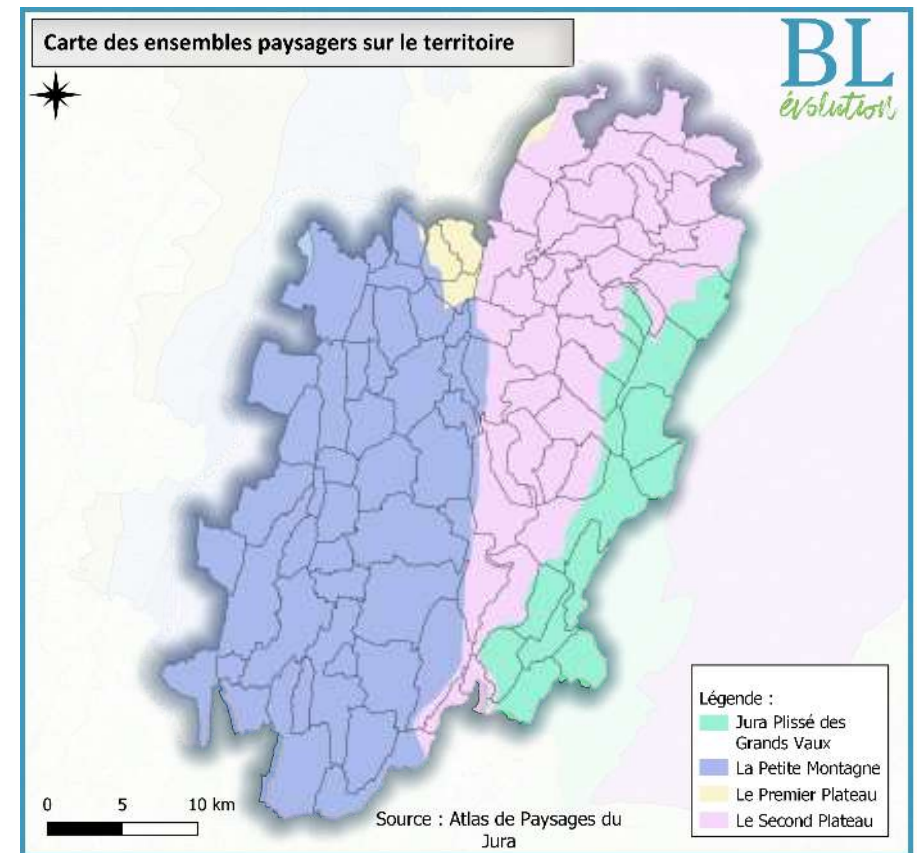 Carte des ensembles paysagers sur le territoire
BL
évolution
Légende :
Jura Plissé des
Grands Vaux
La Petite Montagne
Le Premier Plateau
Le Second Plateau
0 5 10 km
Source : Atlas de Paysages du
Jura